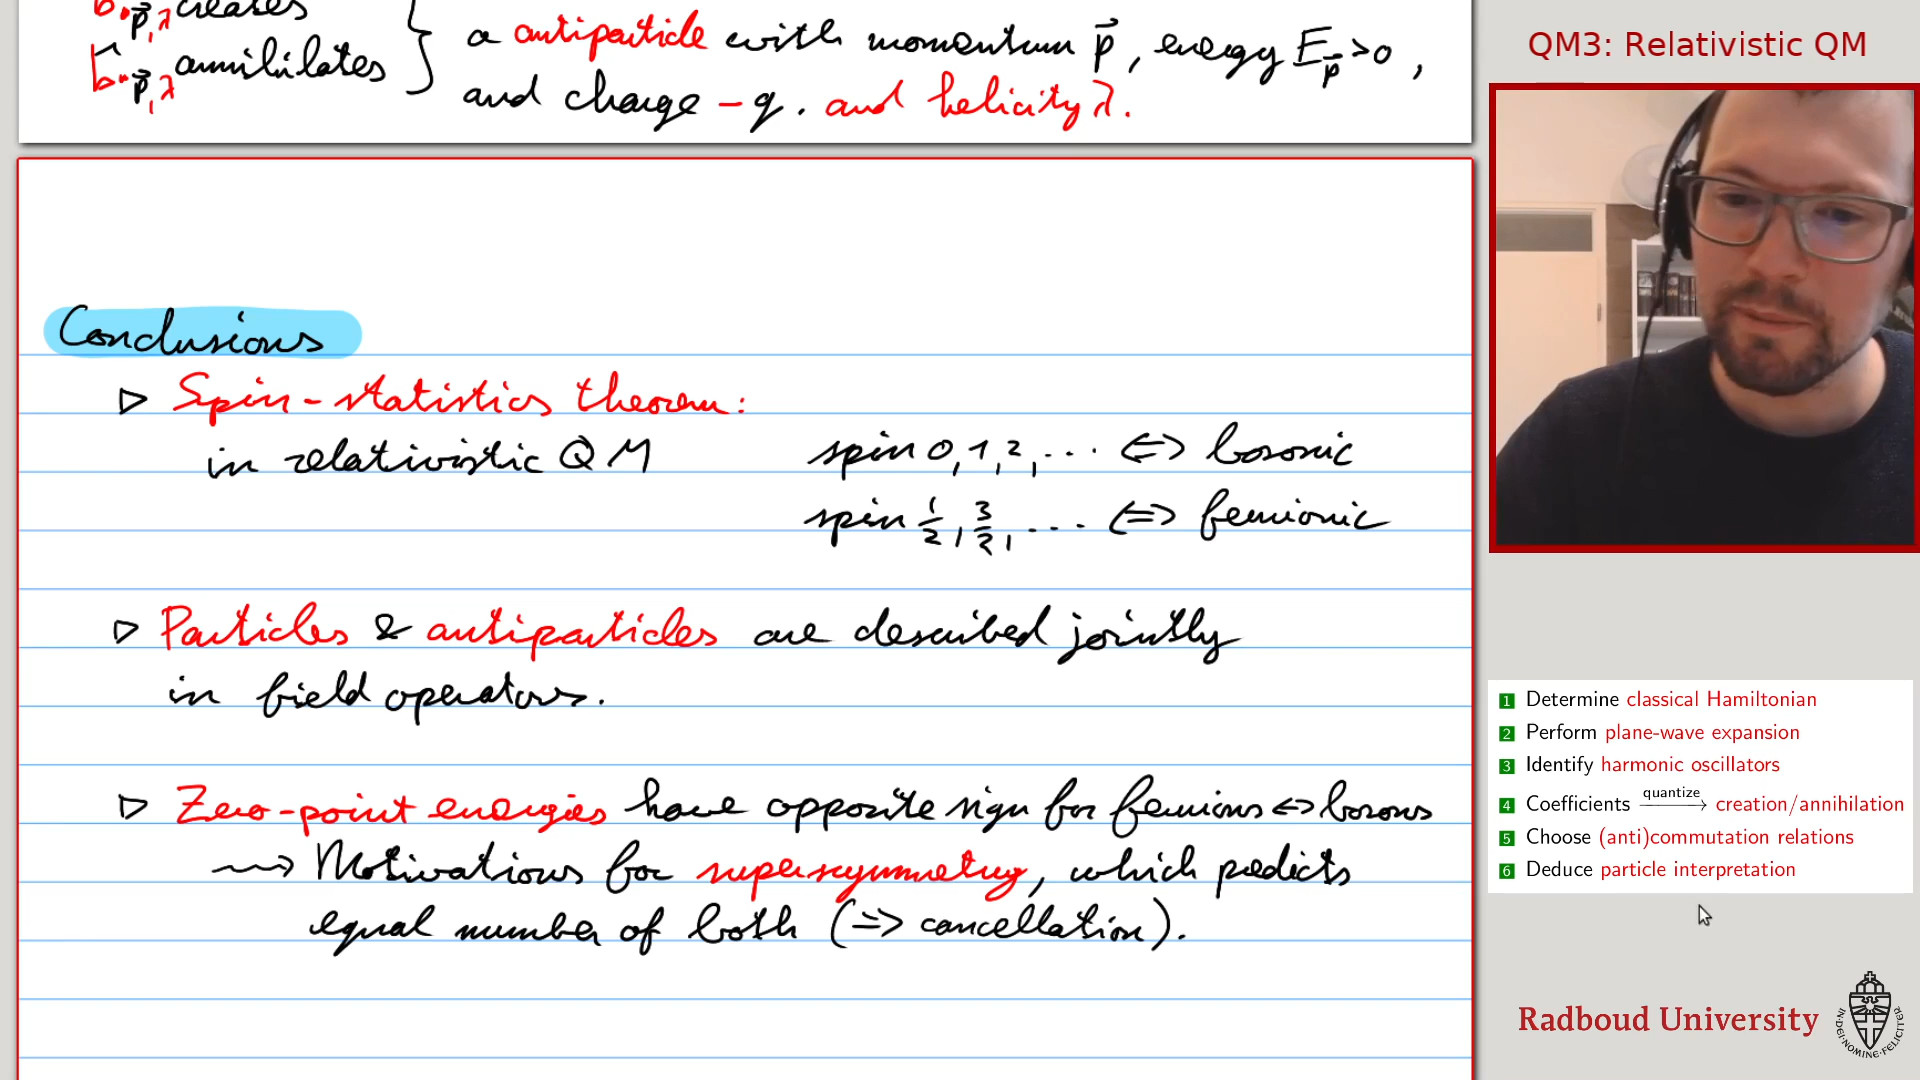 creates
annihilates
a antiparticle with momentum p⃗, energy E_p⃗ > 0,
and charge -q. and helicity λ.
Conclusions
▷ Spin-statistics theorem:
in relativistic QM spin 0, 1, 2, ... ⇔ bosonic
spin 1/2, 3/2, ... ⇔ fermionic
▷ Particles & antiparticles are described jointly
in field operators.
▷ Zero-point energies have opposite sign for fermions ⇔ bosons
⇝ Motivations for supersymmetry, which predicts
equal number of both (⇒ cancellation).
QM3: Relativistic QM
1 Determine classical Hamiltonian
2 Perform plane-wave expansion
3 Identify harmonic oscillators
quantize
4 Coefficients ⟶ creation/annihilation
5 Choose (anti)commutation relations
6 Deduce particle interpretation
Radboud University
IN·DEI·NOMINE·FELICITER